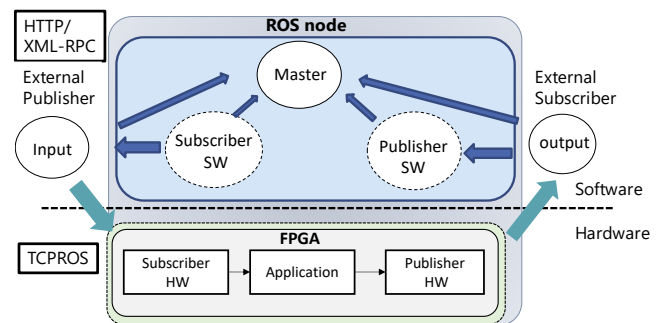 HTTP/
XML-RPC
ROS node
External
Publisher
Master
External
Subscriber
Input
Subscriber
SW
Publisher
SW
output
Software
Hardware
TCPROS
FPGA
Subscriber
HW
Application
Publisher
HW